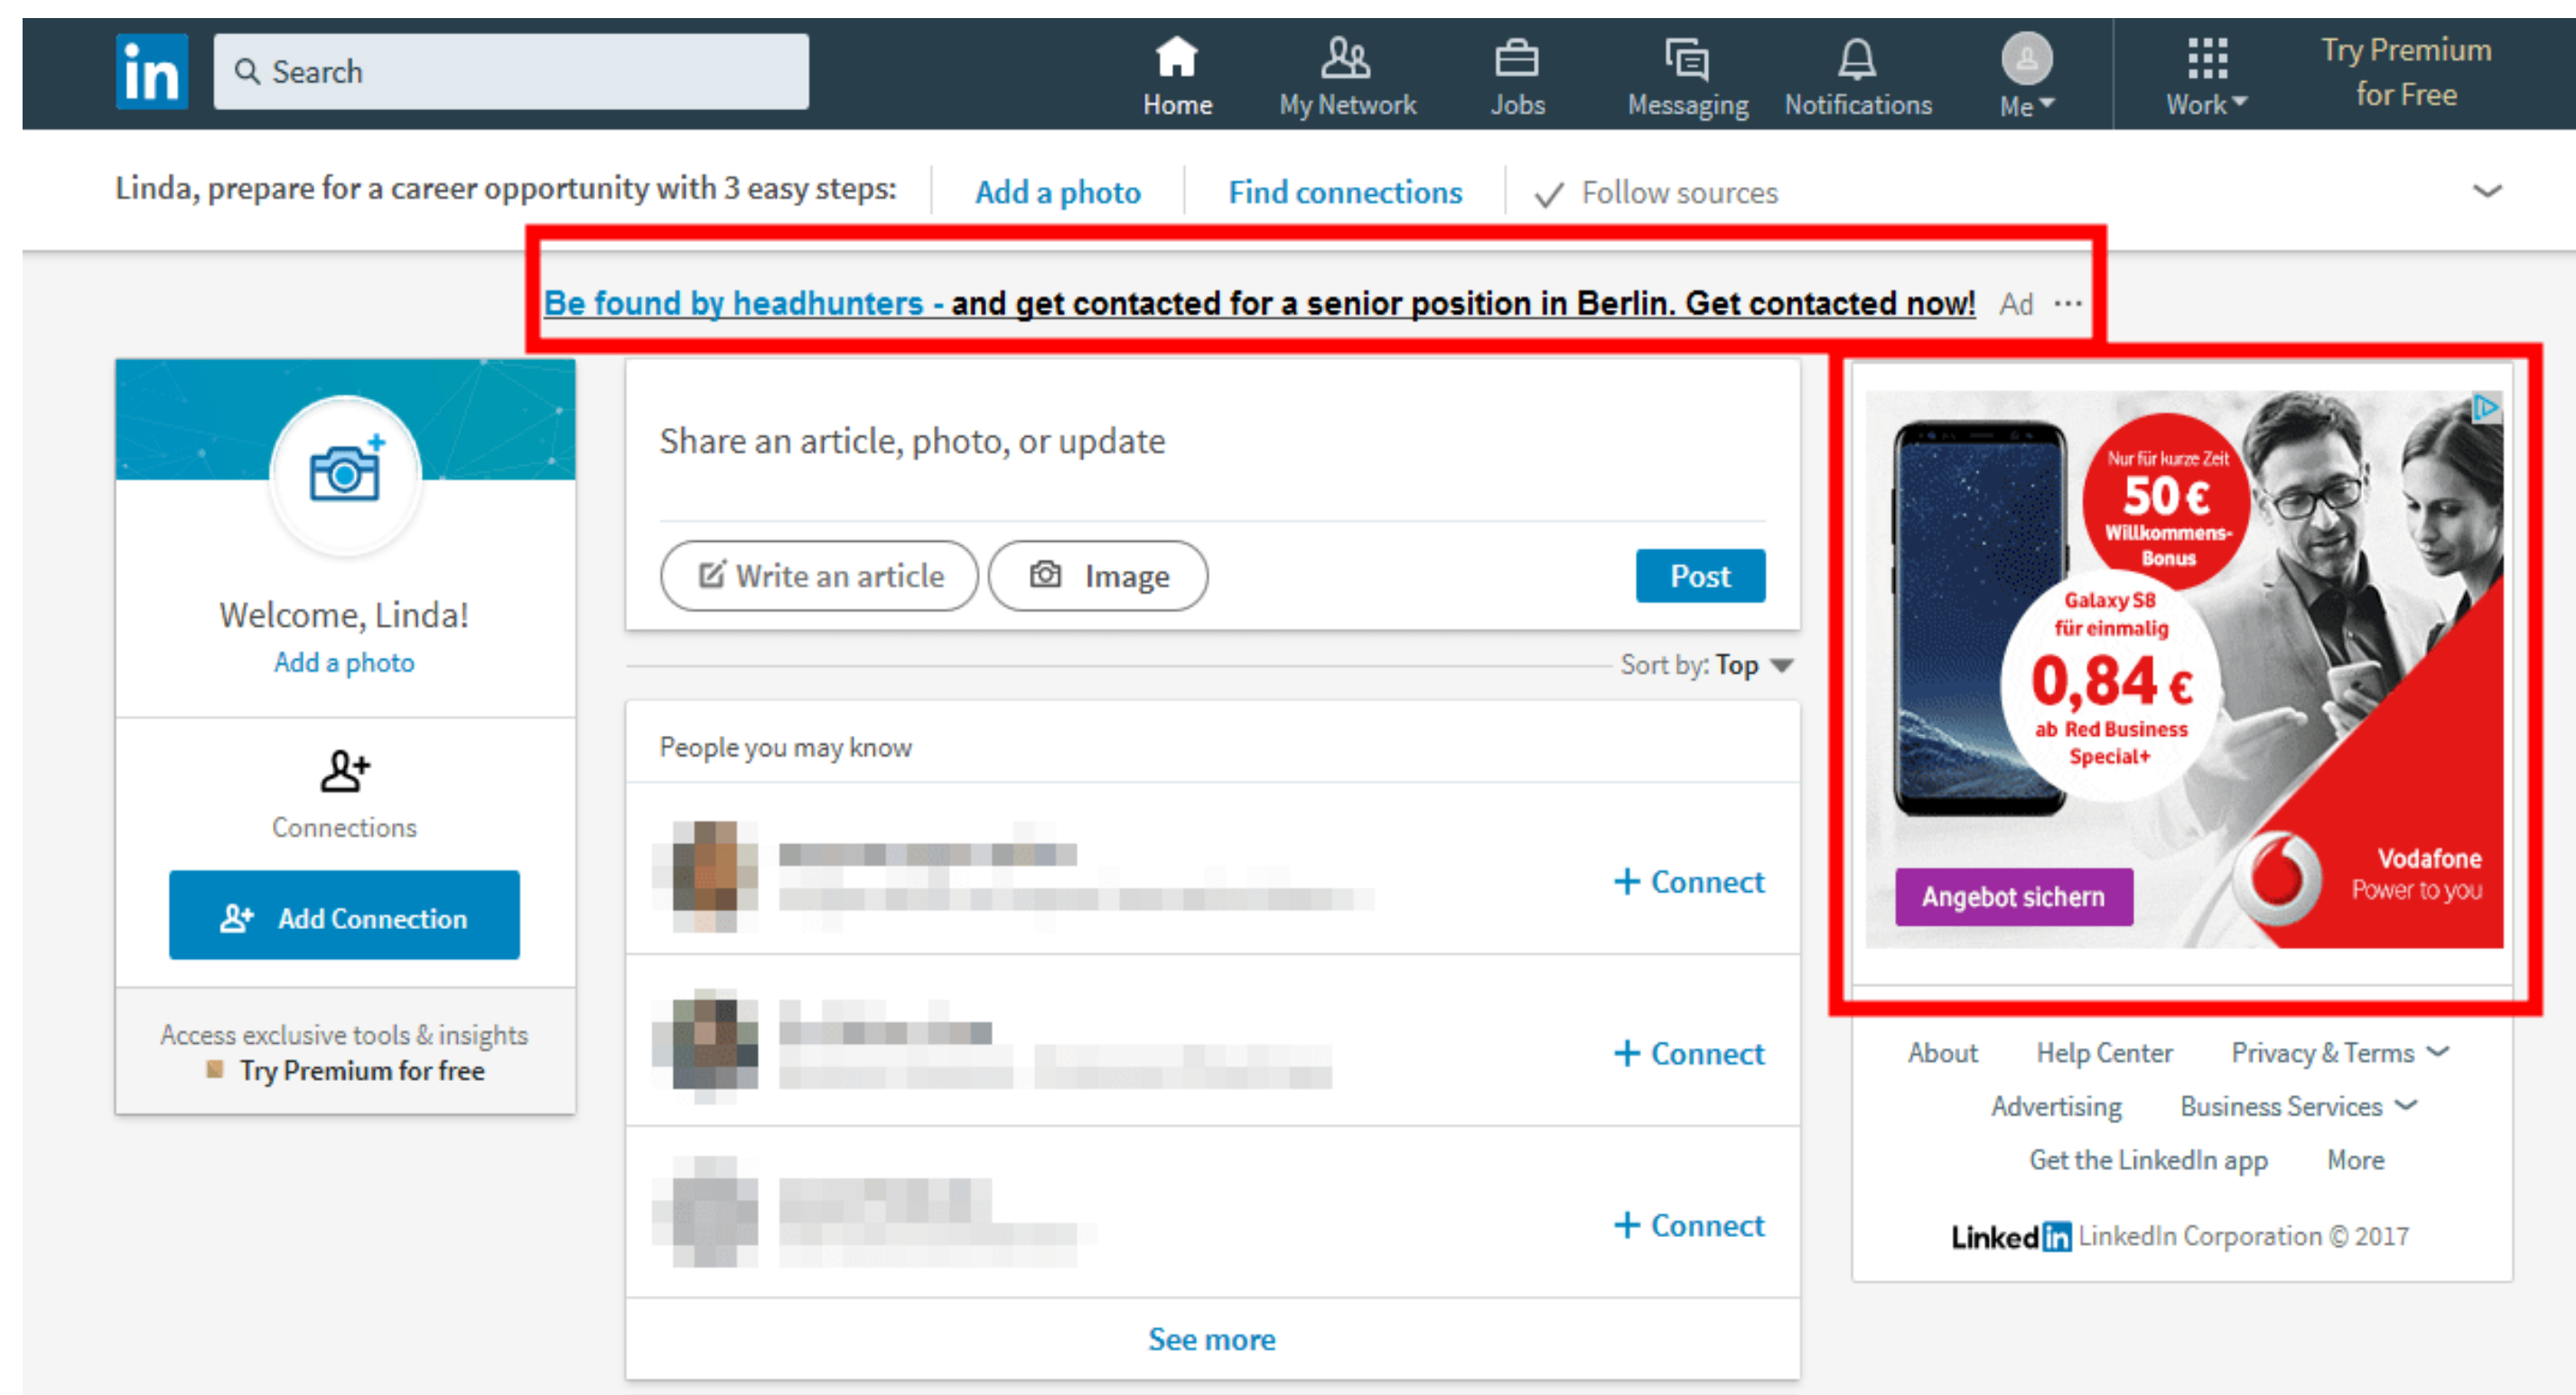 in
Search
Home
My Network
Jobs
Messaging
Notifications
Me
Work
Try Premium
for Free
Linda, prepare for a career opportunity with 3 easy steps:
Add a photo
Find connections
Follow sources
Be found by headhunters - and get contacted for a senior position in Berlin. Get contacted now! Ad ...
Welcome, Linda!
Add a photo
Connections
Add Connection
Access exclusive tools & insights
Try Premium for free
Share an article, photo, or update
Write an article
Image
Post
Sort by: Top
People you may know
+ Connect
+ Connect
+ Connect
See more
Nur für kurze Zeit
50 €
Willkommens-
Bonus
Galaxy S8
für einmalig
0,84 €
ab Red Business
Special+
Angebot sichern
Vodafone
Power to you
About Help Center Privacy & Terms
Advertising Business Services
Get the LinkedIn app More
Linked in LinkedIn Corporation © 2017